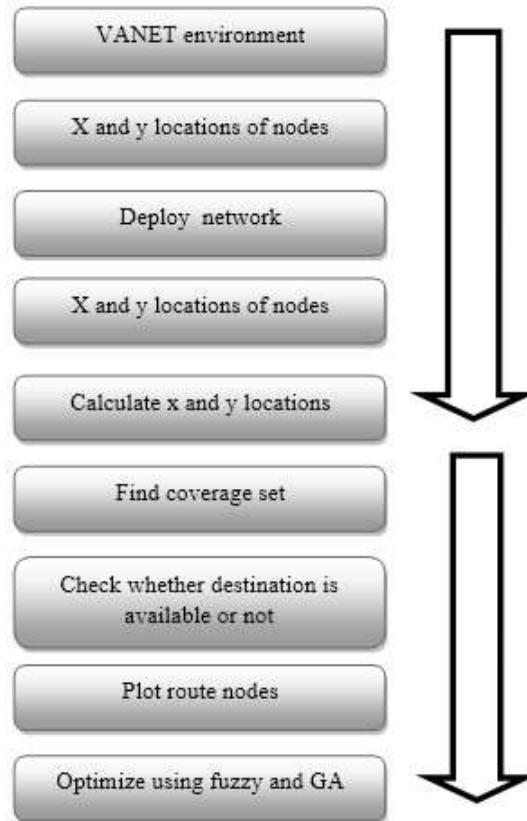 VANET environment
X and y locations of nodes
Deploy network
X and y locations of nodes
Calculate x and y locations
Find coverage set
Check whether destination is
available or not
Plot route nodes
Optimize using fuzzy and GA